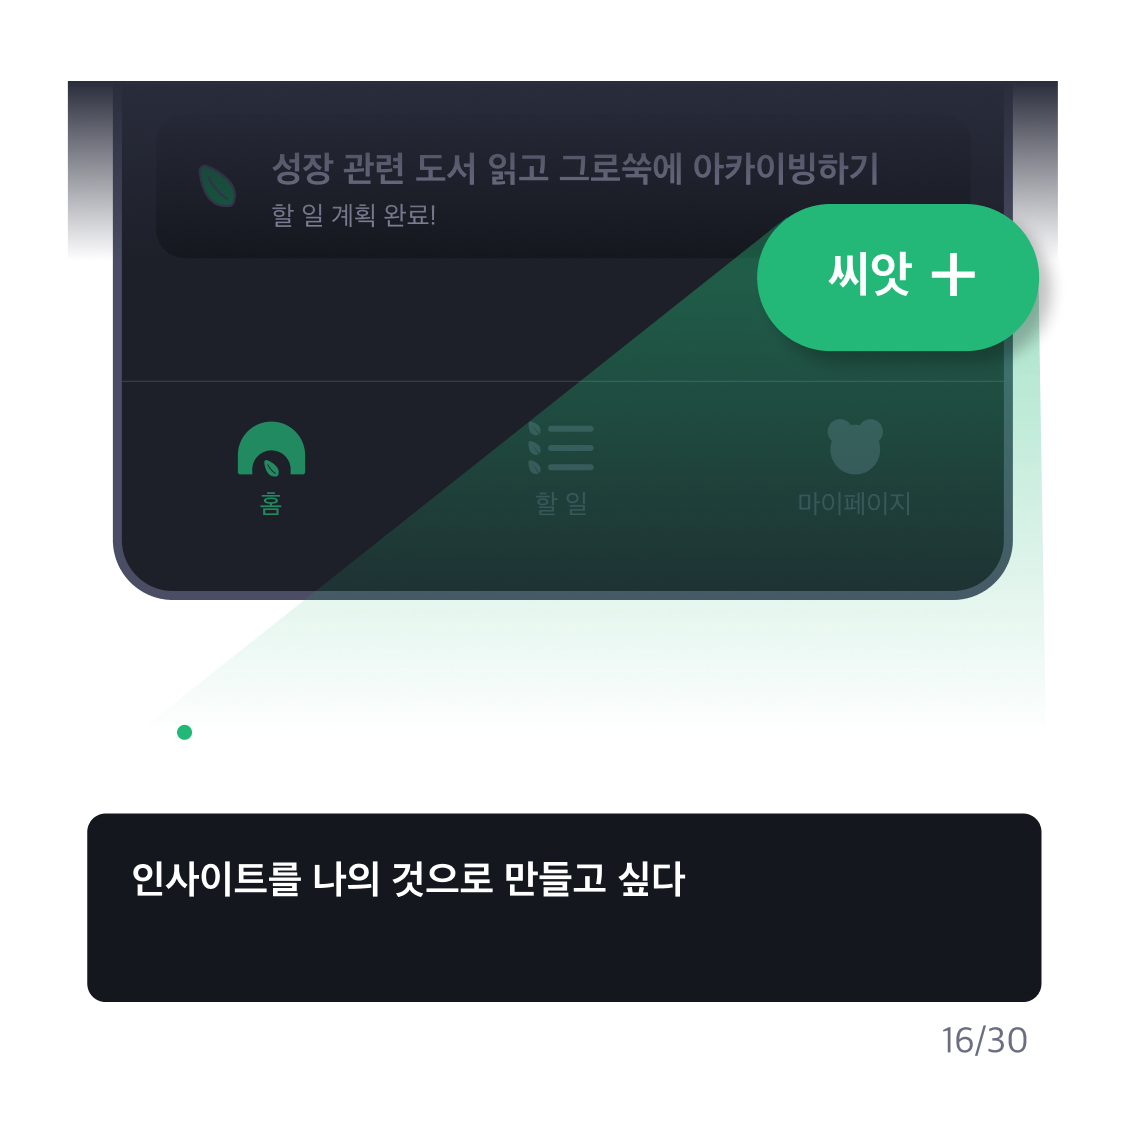 성장 관련 도서 읽고 그로쑥에 아카이빙하기
할 일 계획 완료!
씨앗 +
홈
할 일
마이페이지
인사이트를 나의 것으로 만들고 싶다
16/30